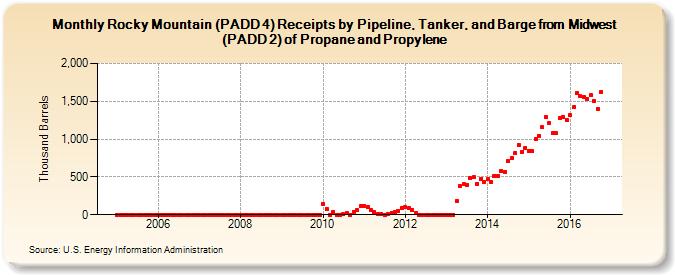 Monthly Rocky Mountain (PADD 4) Receipts by Pipeline, Tanker, and Barge from Midwest
(PADD 2) of Propane and Propylene
Thousand Barrels
2,000
1,500
1,000
500
0
2006 2008 2010 2012 2014 2016
Source: U.S. Energy Information Administration